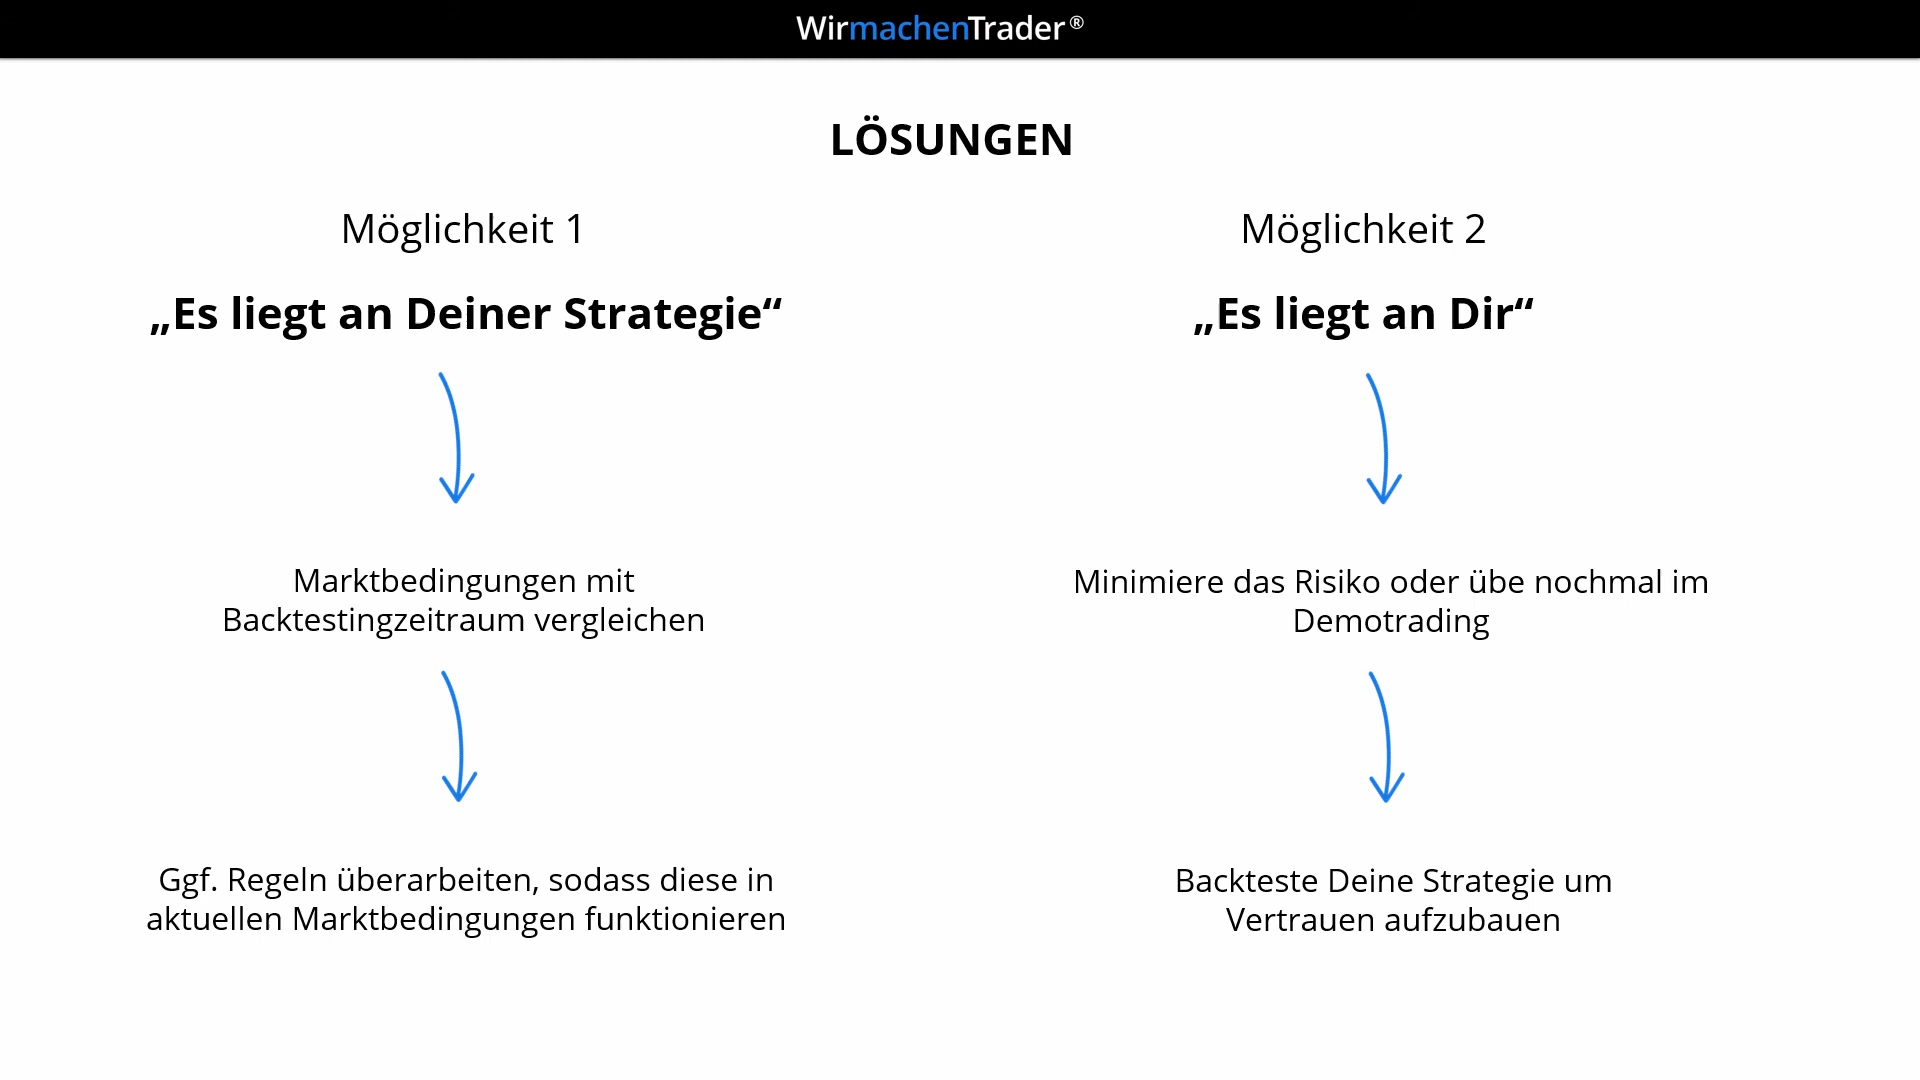 WirmachenTrader®
LÖSUNGEN
Möglichkeit 1
„Es liegt an Deiner Strategie“
Marktbedingungen mit
Backtestingzeitraum vergleichen
Ggf. Regeln überarbeiten, sodass diese in
aktuellen Marktbedingungen funktionieren
Möglichkeit 2
„Es liegt an Dir“
Minimiere das Risiko oder übe nochmal im
Demotrading
Backteste Deine Strategie um
Vertrauen aufzubauen